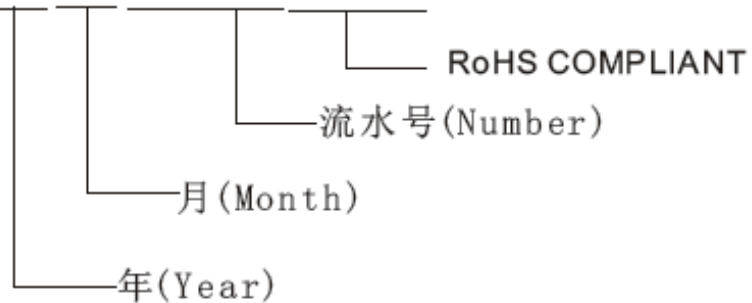 RoHS COMPLIANT
流水号(Number)
月(Month)
年(Year)